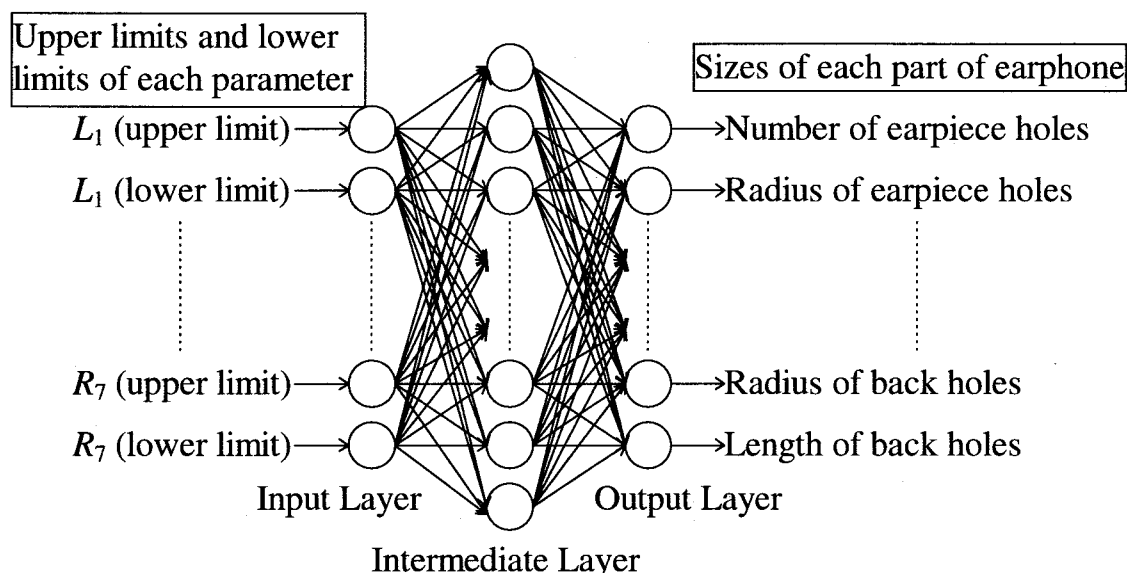 Upper limits and lower
limits of each parameter
Sizes of each part of earphone
L₁ (upper limit)
Number of earpiece holes
L₁ (lower limit)
Radius of earpiece holes
R₇ (upper limit)
Radius of back holes
R₇ (lower limit)
Length of back holes
Input Layer
Output Layer
Intermediate Layer